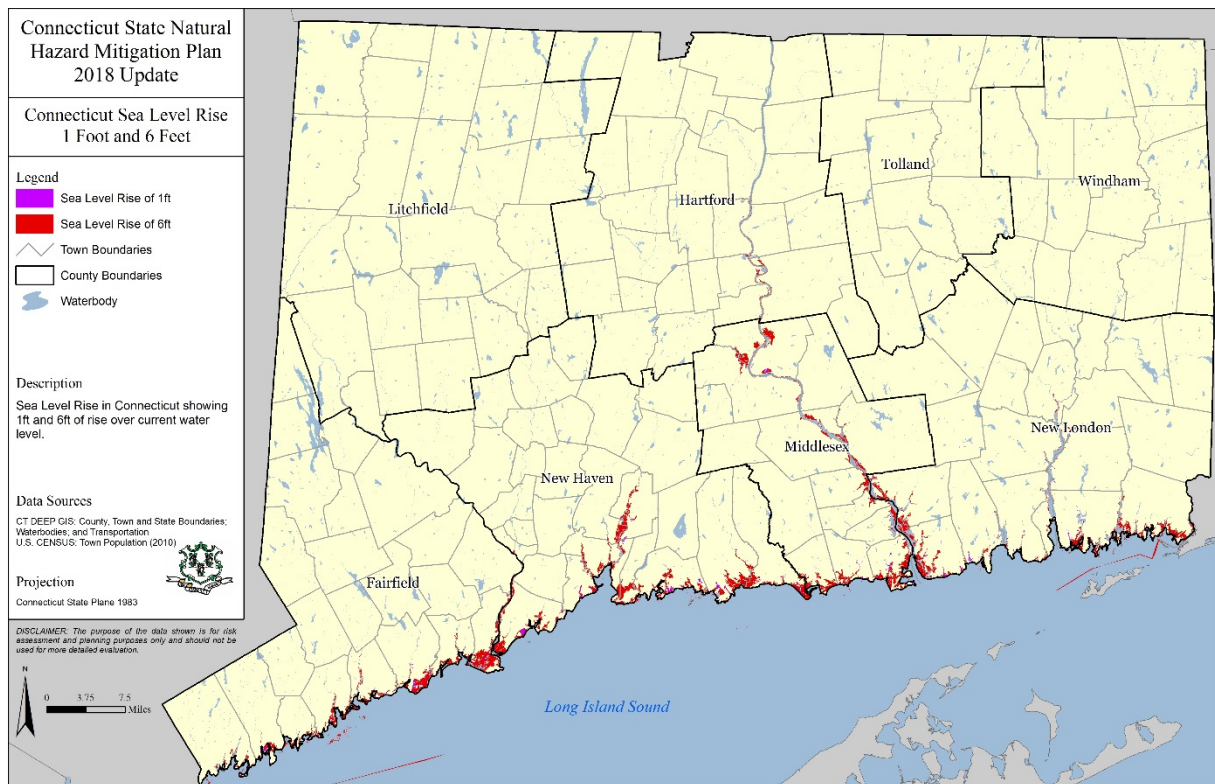 Connecticut State Natural
Hazard Mitigation Plan
2018 Update
Connecticut Sea Level Rise
1 Foot and 6 Feet
Legend
Sea Level Rise of 1ft
Sea Level Rise of 6ft
Town Boundaries
County Boundaries
Waterbody
Description
Sea Level Rise in Connecticut showing
1ft and 6ft of rise over current water
level.
Data Sources
CT DEEP GIS: County, Town and State Boundaries;
Waterbodies; and Transportation
U.S. CENSUS: Town Population (2010)
Projection
Connecticut State Plane 1983
DISCLAIMER: The purpose of the data shown is for risk
assessment and planning purposes only and should not be
used for more detailed evaluation.
N
0 3.75 7.5
Miles
Litchfield
Hartford
Tolland
Windham
Fairfield
New Haven
Middlesex
New London
Long Island Sound